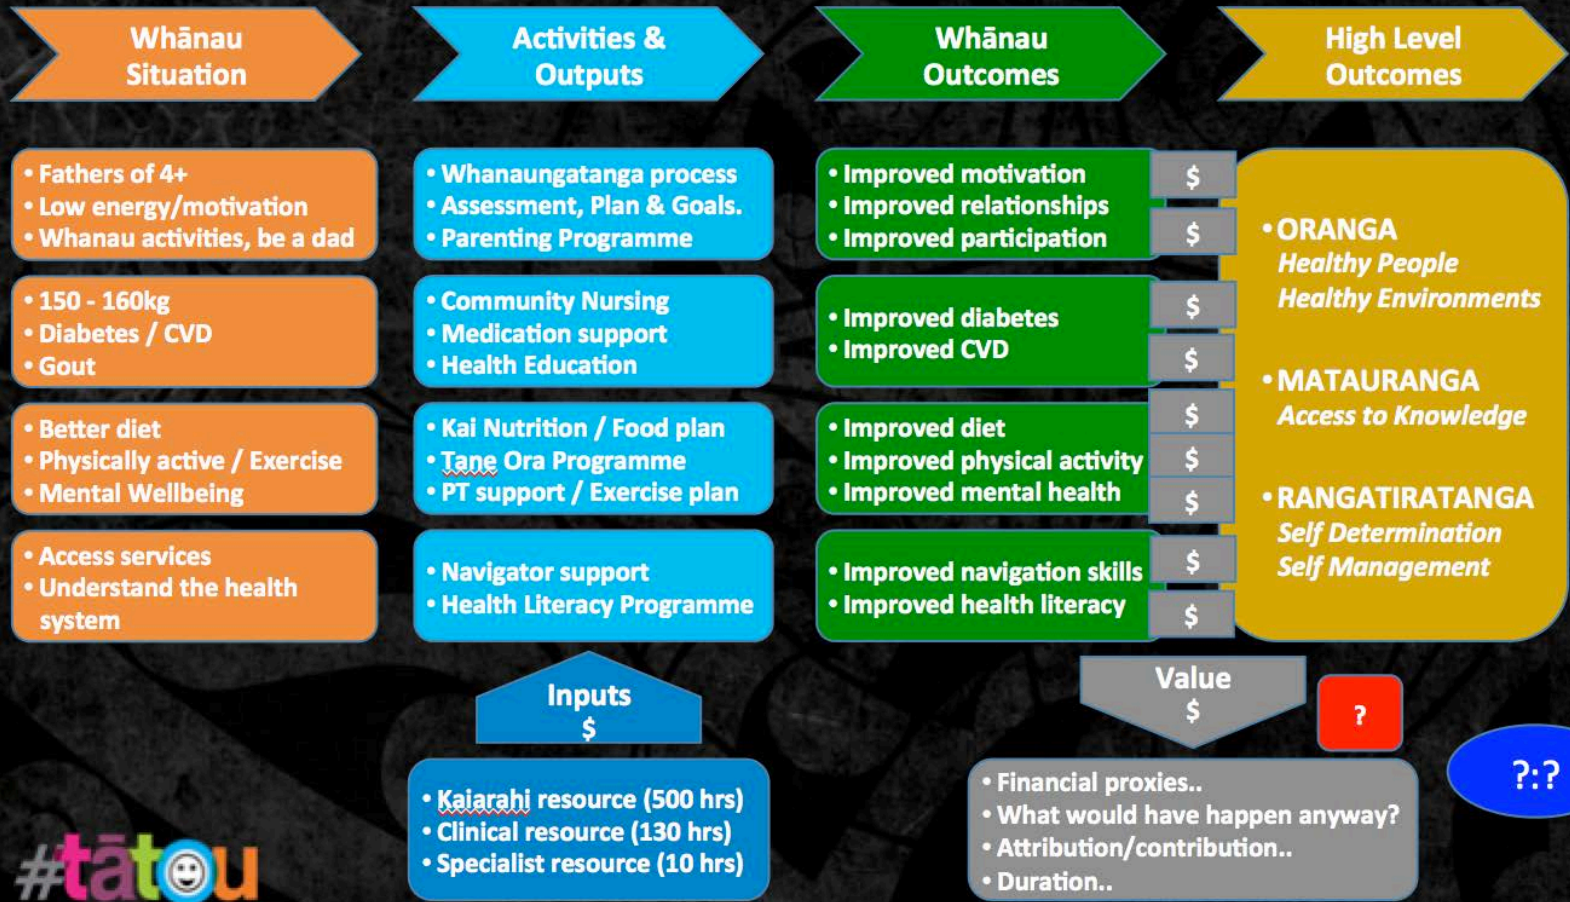 Whānau
Situation
Activities &
Outputs
Whānau
Outcomes
High Level
Outcomes
• Fathers of 4+
• Low energy/motivation
• Whanau activities, be a dad
• Whanaungatanga process
• Assessment, Plan & Goals.
• Parenting Programme
• Improved motivation
• Improved relationships
• Improved participation
$
$
• 150 - 160kg
• Diabetes / CVD
• Gout
• Community Nursing
• Medication support
• Health Education
• Improved diabetes
• Improved CVD
$
$
• Better diet
• Physically active / Exercise
• Mental Wellbeing
• Kai Nutrition / Food plan
• Tane Ora Programme
• PT support / Exercise plan
• Improved diet
• Improved physical activity
• Improved mental health
$
$
$
• Access services
• Understand the health
system
• Navigator support
• Health Literacy Programme
• Improved navigation skills
• Improved health literacy
$
$
• ORANGA
Healthy People
Healthy Environments
• MATAURANGA
Access to Knowledge
• RANGATIRATANGA
Self Determination
Self Management
Inputs
$
• Kaiarahi resource (500 hrs)
• Clinical resource (130 hrs)
• Specialist resource (10 hrs)
Value
$
?
• Financial proxies..
• What would have happen anyway?
• Attribution/contribution..
• Duration..
?:?
#tātou